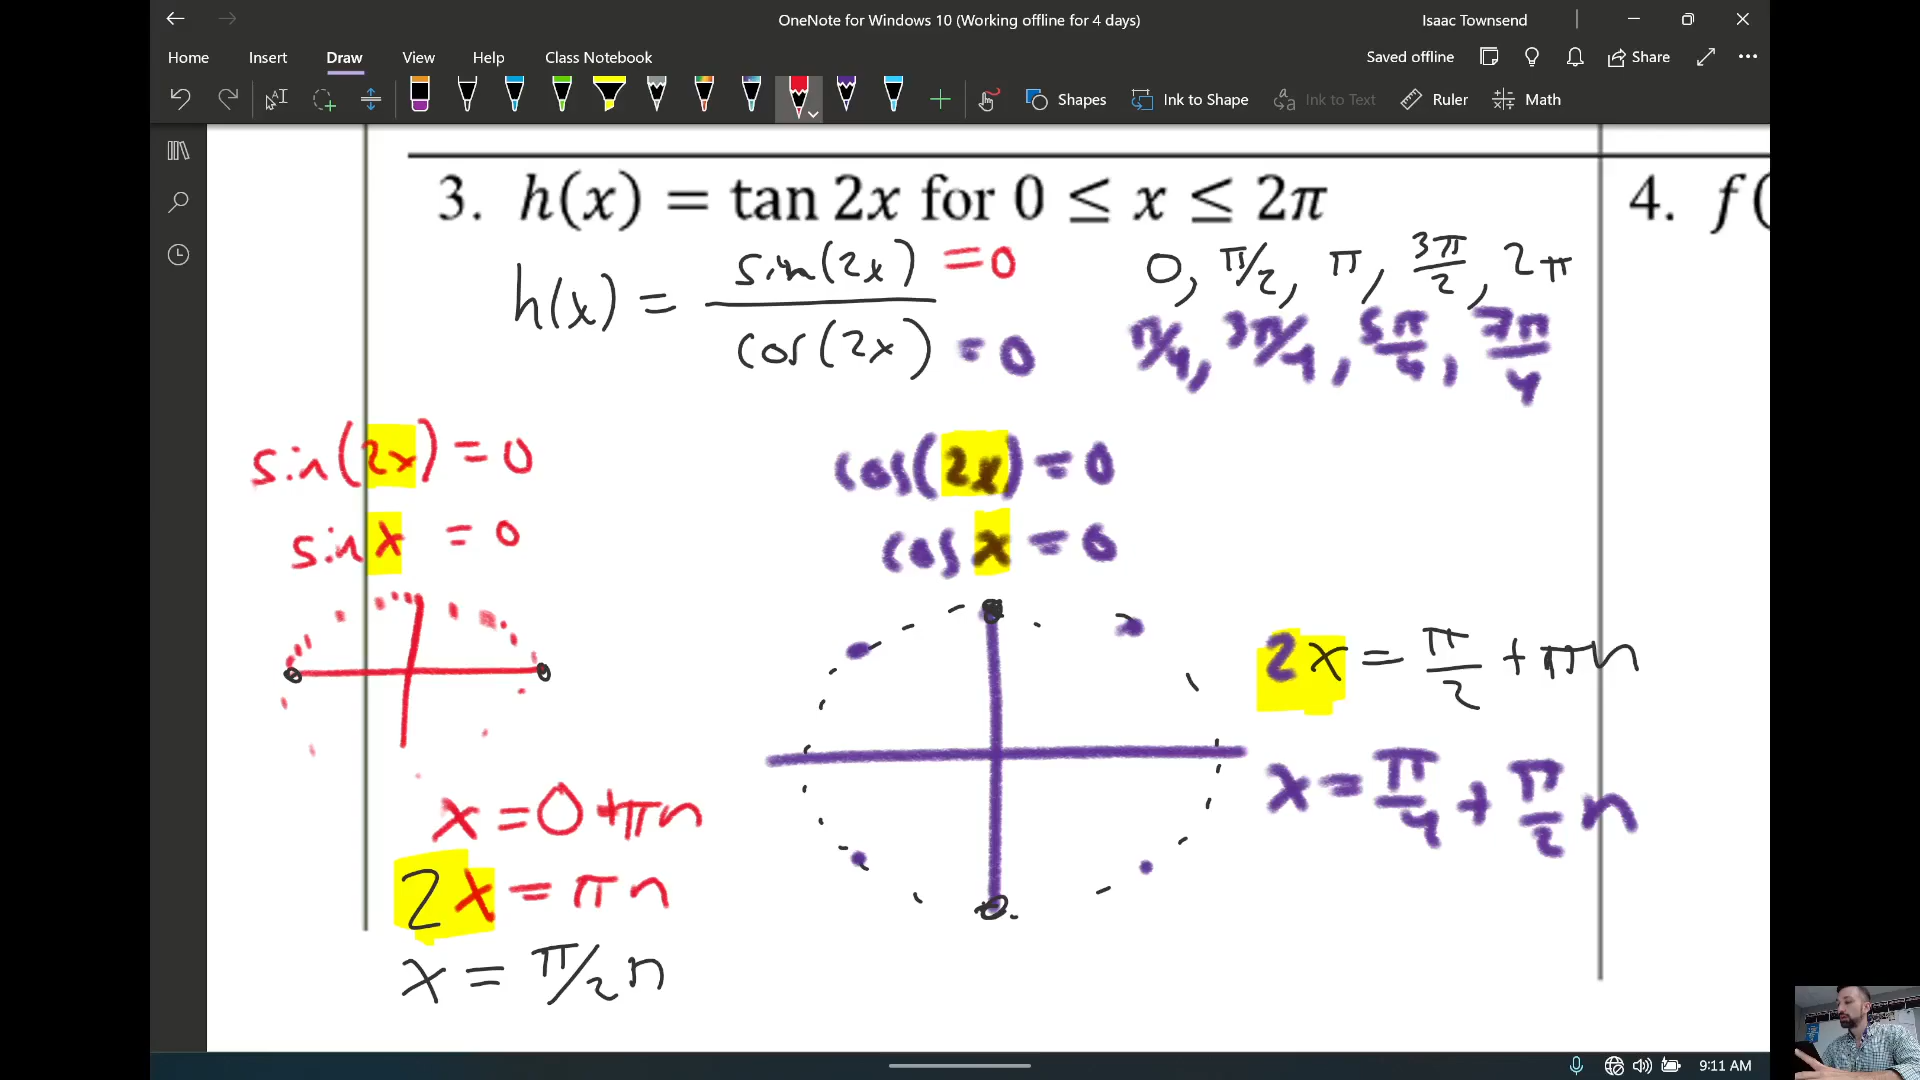 OneNote for Windows 10 (Working offline for 4 days)
Isaac Townsend
Home Insert Draw View Help Class Notebook
Saved offline Share
Shapes Ink to Shape Ink to Text Ruler Math
3. h(x) = tan 2x for 0 ≤ x ≤ 2π
4. f(
h(x) = sin(2x) / cos(2x)
= 0
= 0
0, π/2, π, 3π/2, 2π
π/4, 3π/4, 5π/4, 7π/4
sin(2x) = 0
sin x = 0
x = 0 + πn
2x = πn
x = π/2 n
cos(2x) = 0
cos x = 0
2x = π/2 + πn
x = π/4 + π/2 n
9:11 AM